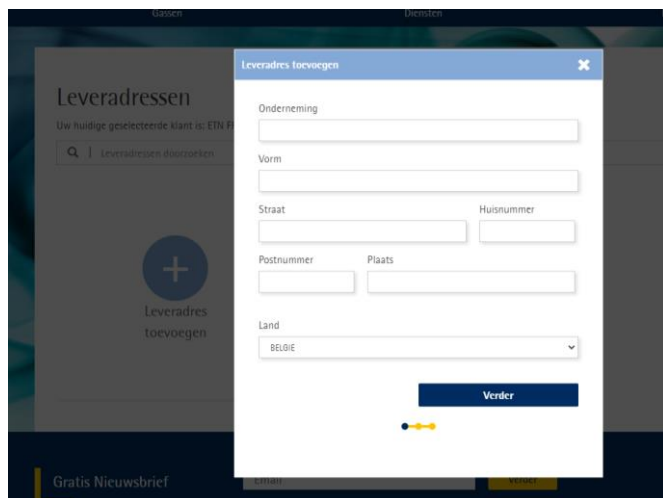 Gassen Diensten
Leveradres toevoegen
Leveradressen
Uw huidige geselecteerde klant is: ETN
Leveradressen doorzoeken
Leveradres
toevoegen
Onderneming
Vorm
Straat Huisnummer
Postnummer Plaats
Land
BELGIE
Verder
Gratis Nieuwsbrief Email Verder